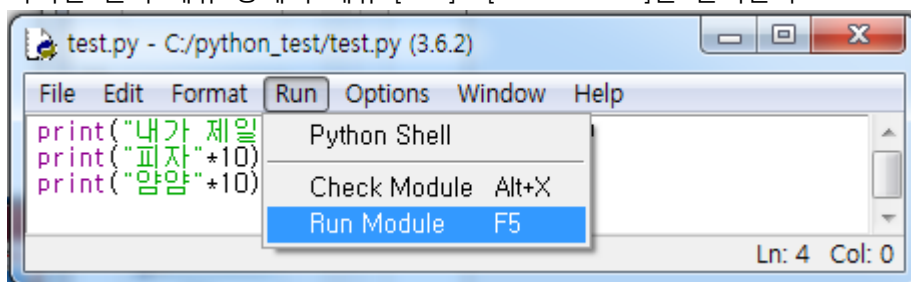 test.py - C:/python_test/test.py (3.6.2)
File Edit Format Run Options Window Help
print("내가 제일
print("피자"*10)
print("얌얌"*10)
Python Shell
Check Module Alt+X
Run Module F5
Ln: 4 Col: 0